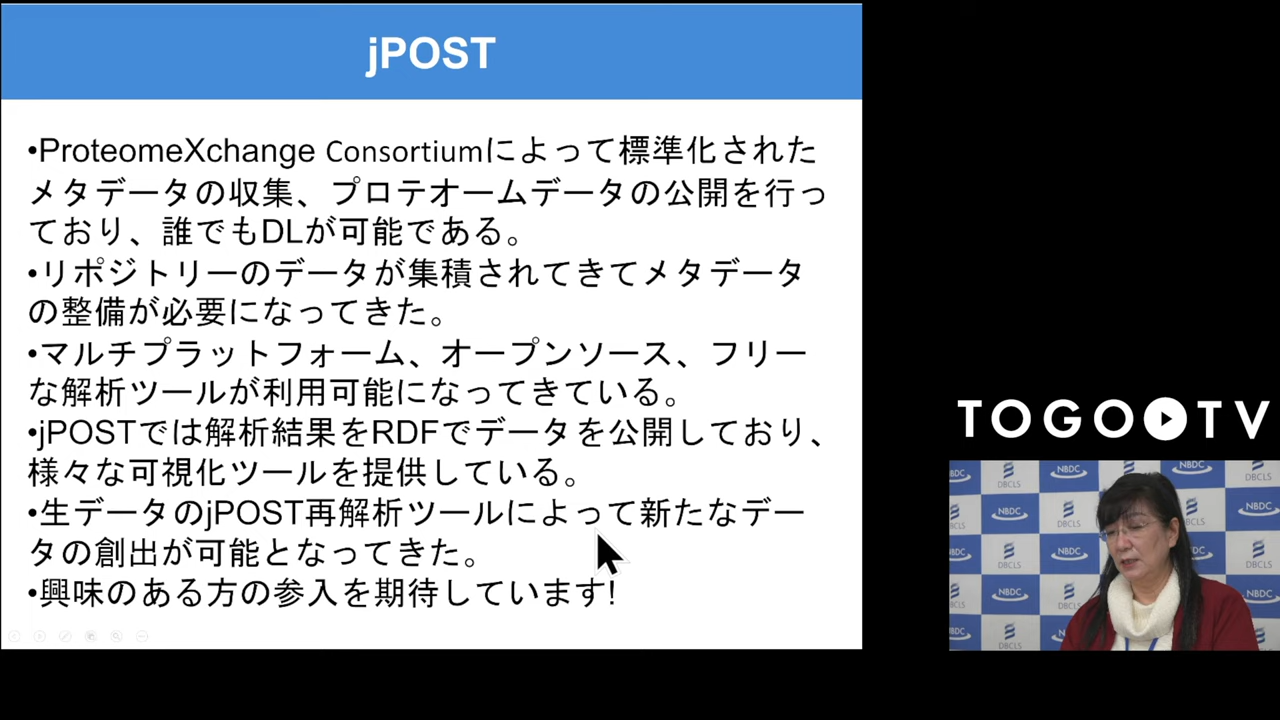 jPOST
•ProteomeXchange Consortiumによって標準化された
メタデータの収集、プロテオームデータの公開を行っ
ており、誰でもDLが可能である。
•リポジトリーのデータが集積されてきてメタデータ
の整備が必要になってきた。
•マルチプラットフォーム、オープンソース、フリー
な解析ツールが利用可能になってきている。
•jPOSTでは解析結果をRDFでデータを公開しており、
様々な可視化ツールを提供している。
•生データのjPOST再解析ツールによって新たなデー
タの創出が可能となってきた。
•興味のある方の参入を期待しています!
TOGO TV
NBDC
DBCLS
NBDC
NBDC
DBCLS
NBDC
NBDC
NBDC
DBCLS
NBDC
DBCLS
NBDC
NBDC
DBCLS